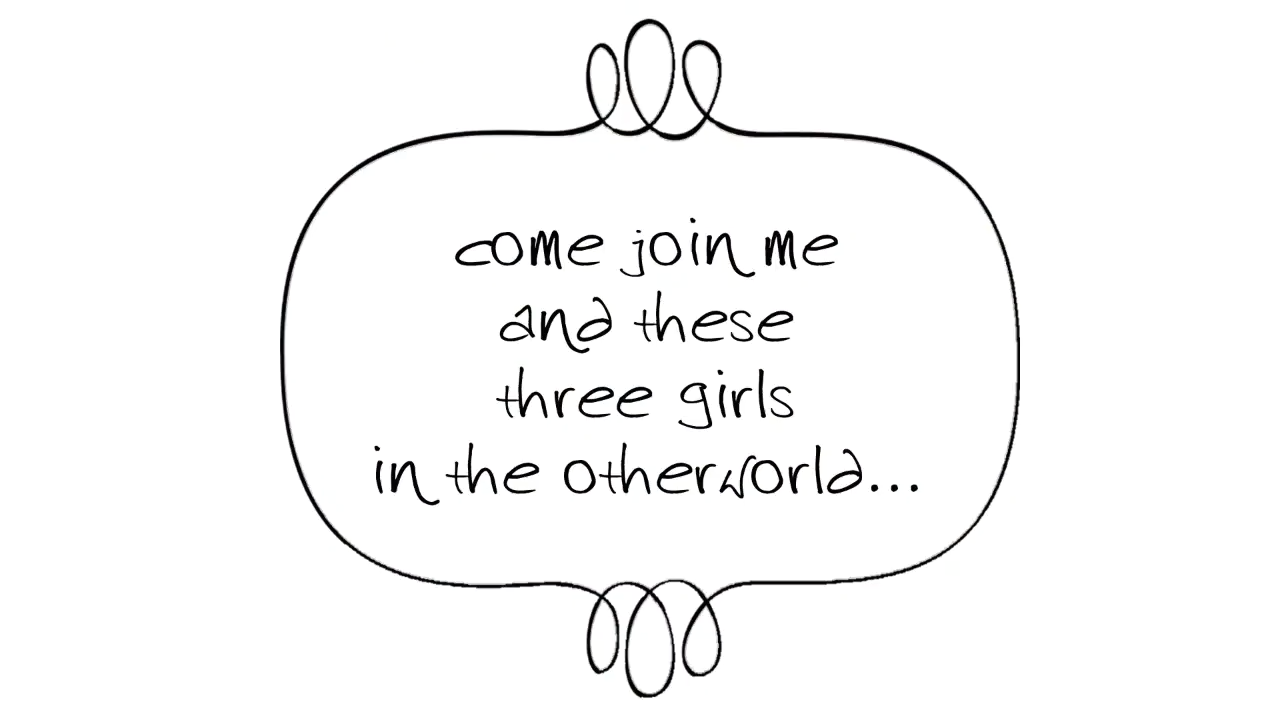 come join me
and these
three girls
in the otherworld...